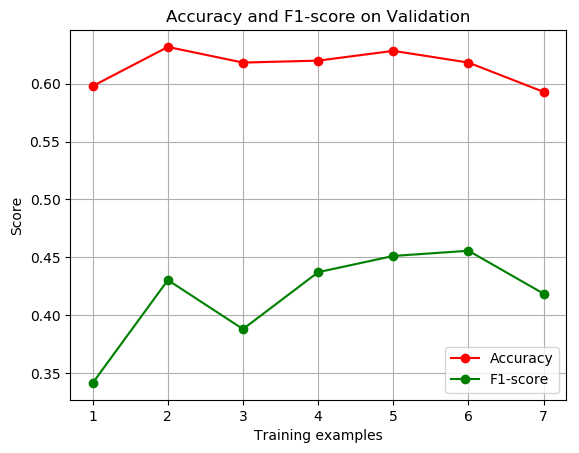 Accuracy and F1-score on Validation
0.60
0.55
0.50
0.45
0.40
0.35
Score
Accuracy
F1-score
1 2 3 4 5 6 7
Training examples